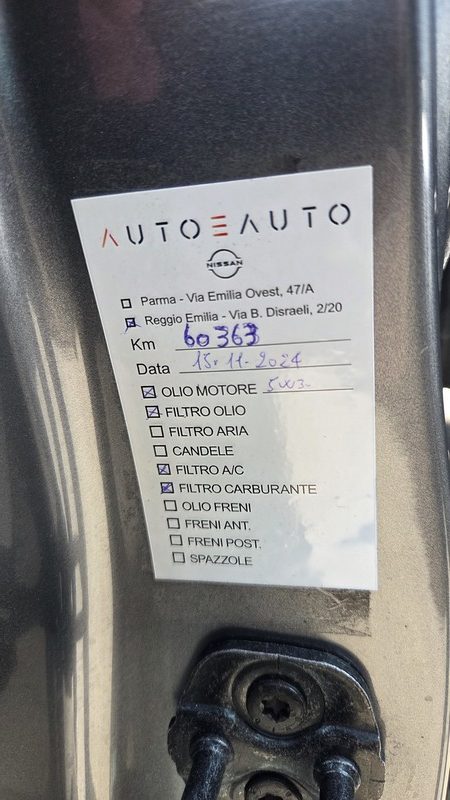 AUTOEAUTO
NISSAN
Parma - Via Emilia Ovest, 47/A
Reggio Emilia - Via B. Disraeli, 2/20
Km 60363
Data 15-11-2024
OLIO MOTORE
FILTRO OLIO
FILTRO ARIA
CANDELE
FILTRO A/C
FILTRO CARBURANTE
OLIO FRENI
FRENI ANT.
FRENI POST.
SPAZZOLE